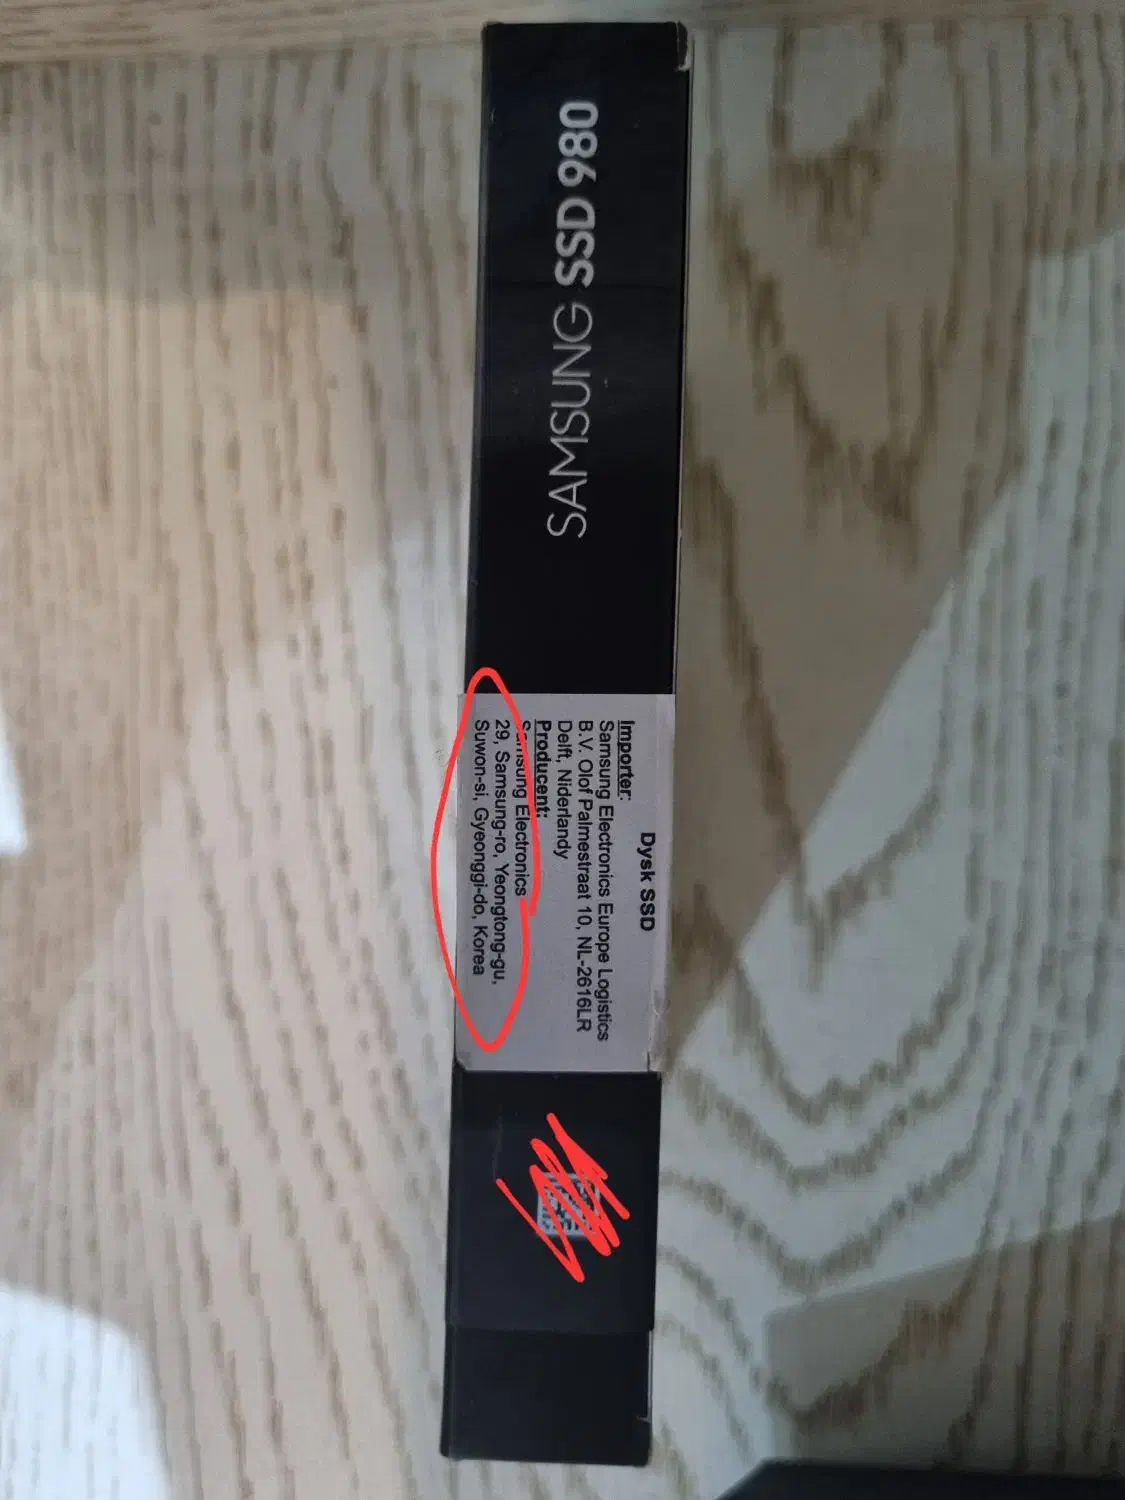 SAMSUNG SSD 980
Dysk SSD
Importer:
Samsung Electronics Europe Logistics
B.V. Olof Palmestraat 10, NL-2616LR
Delft, Niderlandy
Producent:
Samsung Electronics
29, Samsung-ro, Yeongtong-gu,
Suwon-si, Gyeonggi-do, Korea